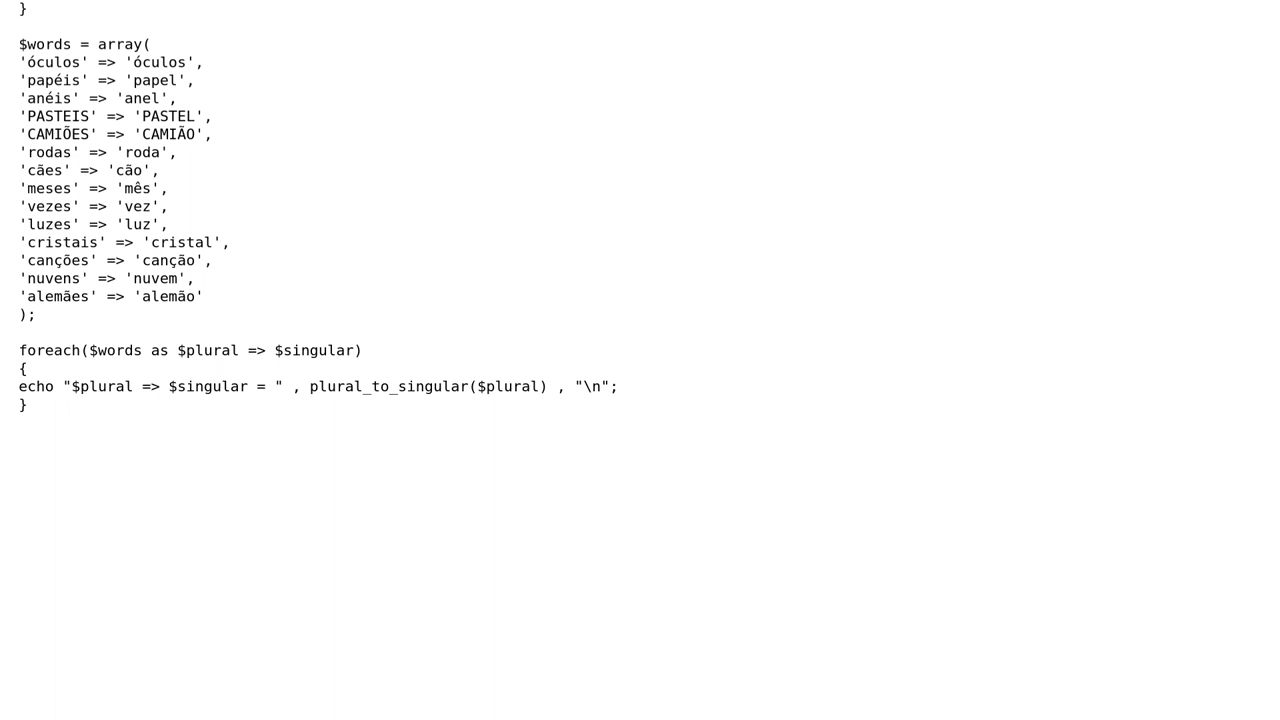 }
$words = array(
'óculos' => 'óculos',
'papéis' => 'papel',
'anéis' => 'anel',
'PASTEIS' => 'PASTEL',
'CAMIÕES' => 'CAMIÃO',
'rodas' => 'roda',
'cães' => 'cão',
'meses' => 'mês',
'vezes' => 'vez',
'luzes' => 'luz',
'cristais' => 'cristal',
'canções' => 'canção',
'nuvens' => 'nuvem',
'alemães' => 'alemão'
);
foreach($words as $plural => $singular)
{
echo "$plural => $singular = " , plural_to_singular($plural) , "\n";
}